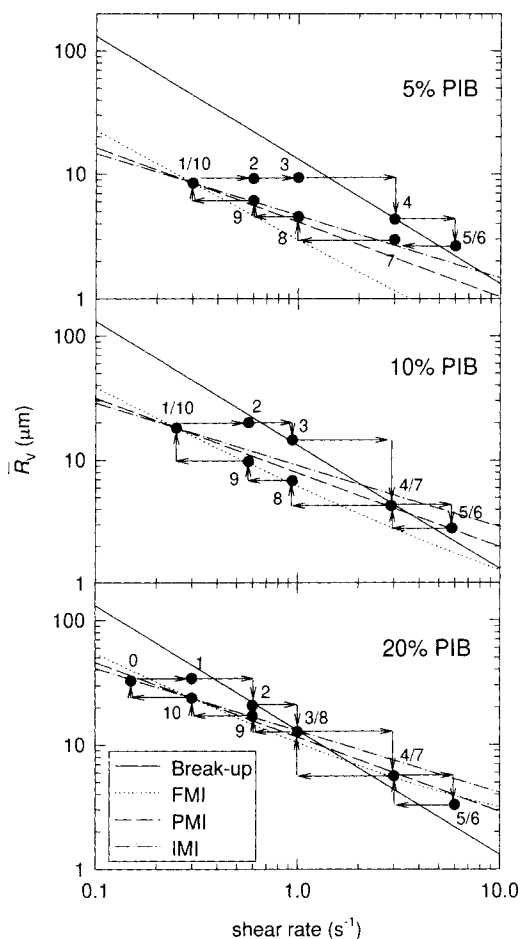 100
5% PIB
1/10 2 3
10
4
9
5/6
8
7
1
100
10% PIB
1/10
2
3
R̄v (μm)
10
4/7
9
8
5/6
1
100
20% PIB
0
1
2
3/8
10
9
10
4/7
5/6
Break-up
FMI
PMI
IMI
1
0.1 1.0 10.0
shear rate (s⁻¹)